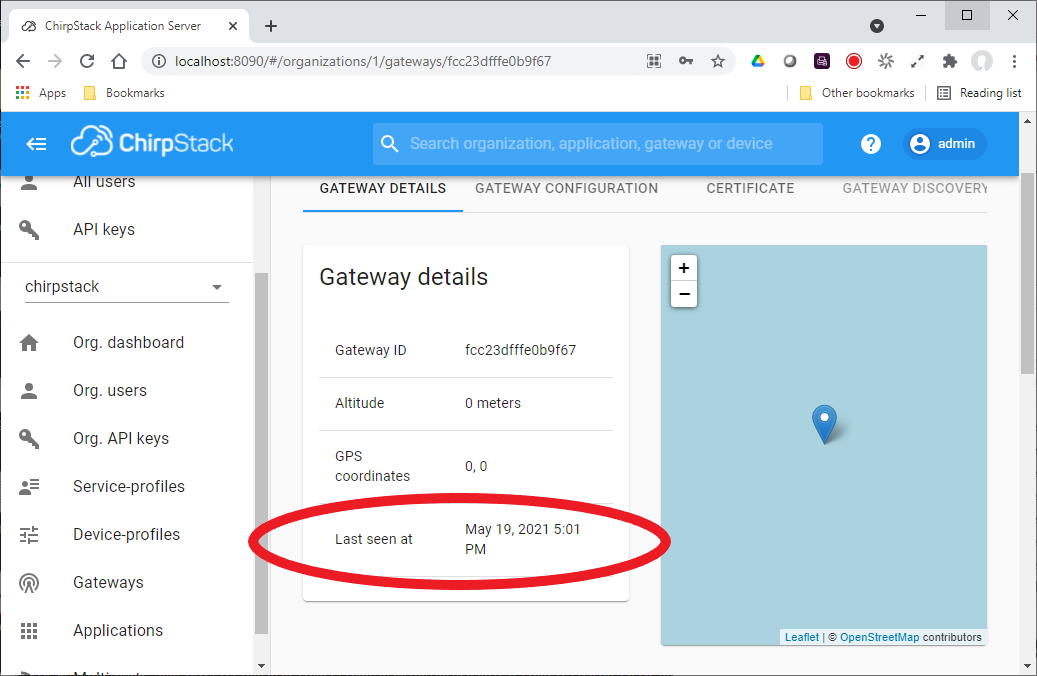 ChirpStack Application Server
localhost:8090/#/organizations/1/gateways/fcc23dfffe0b9f67
Apps
Bookmarks
Other bookmarks
Reading list
ChirpStack
Search organization, application, gateway or device
?
admin
All users
API keys
chirpstack
Org. dashboard
Org. users
Org. API keys
Service-profiles
Device-profiles
Gateways
Applications
GATEWAY DETAILS
GATEWAY CONFIGURATION
CERTIFICATE
GATEWAY DISCOVERY
Gateway details
Gateway ID
fcc23dfffe0b9f67
Altitude
0 meters
GPS
coordinates
0, 0
Last seen at
May 19, 2021 5:01
PM
+
−
Leaflet | © OpenStreetMap contributors